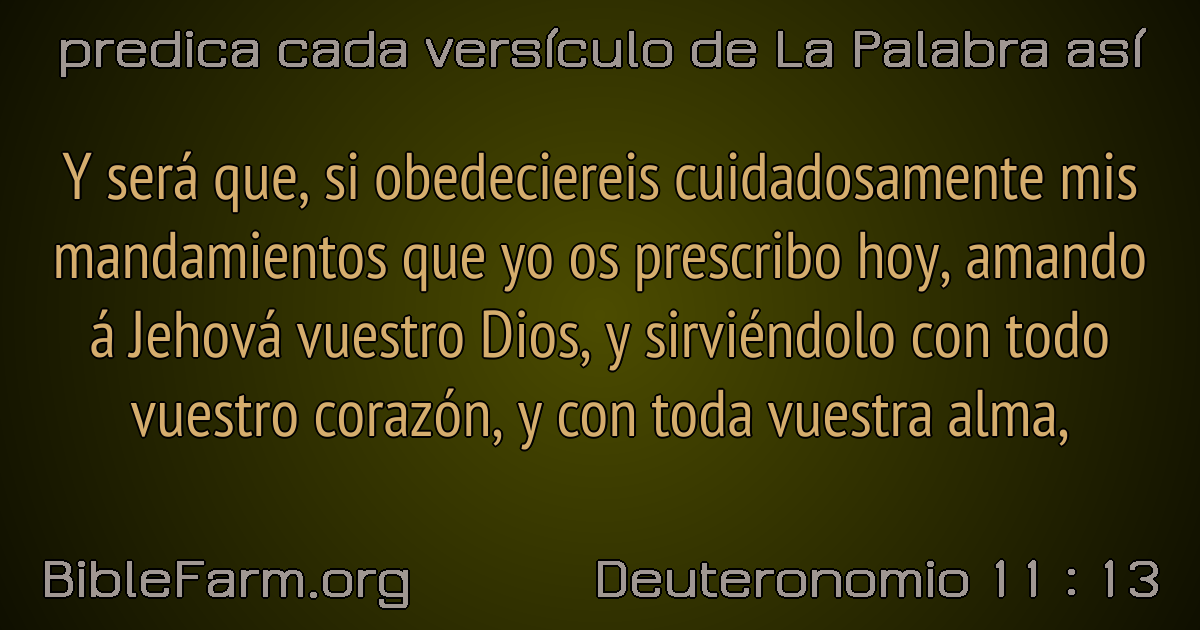 predica cada versículo de La Palabra así
Y será que, si obedeciereis cuidadosamente mis
mandamientos que yo os prescribo hoy, amando
á Jehová vuestro Dios, y sirviéndolo con todo
vuestro corazón, y con toda vuestra alma,
BibleFarm.org
Deuteronomio 11 : 13